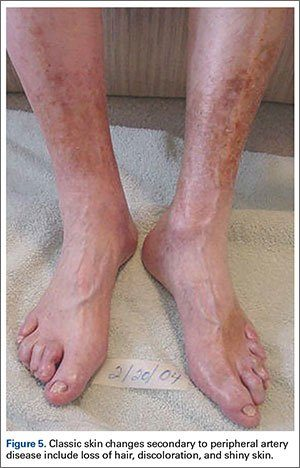 2/20/04
Figure 5. Classic skin changes secondary to peripheral artery
disease include loss of hair, discoloration, and shiny skin.